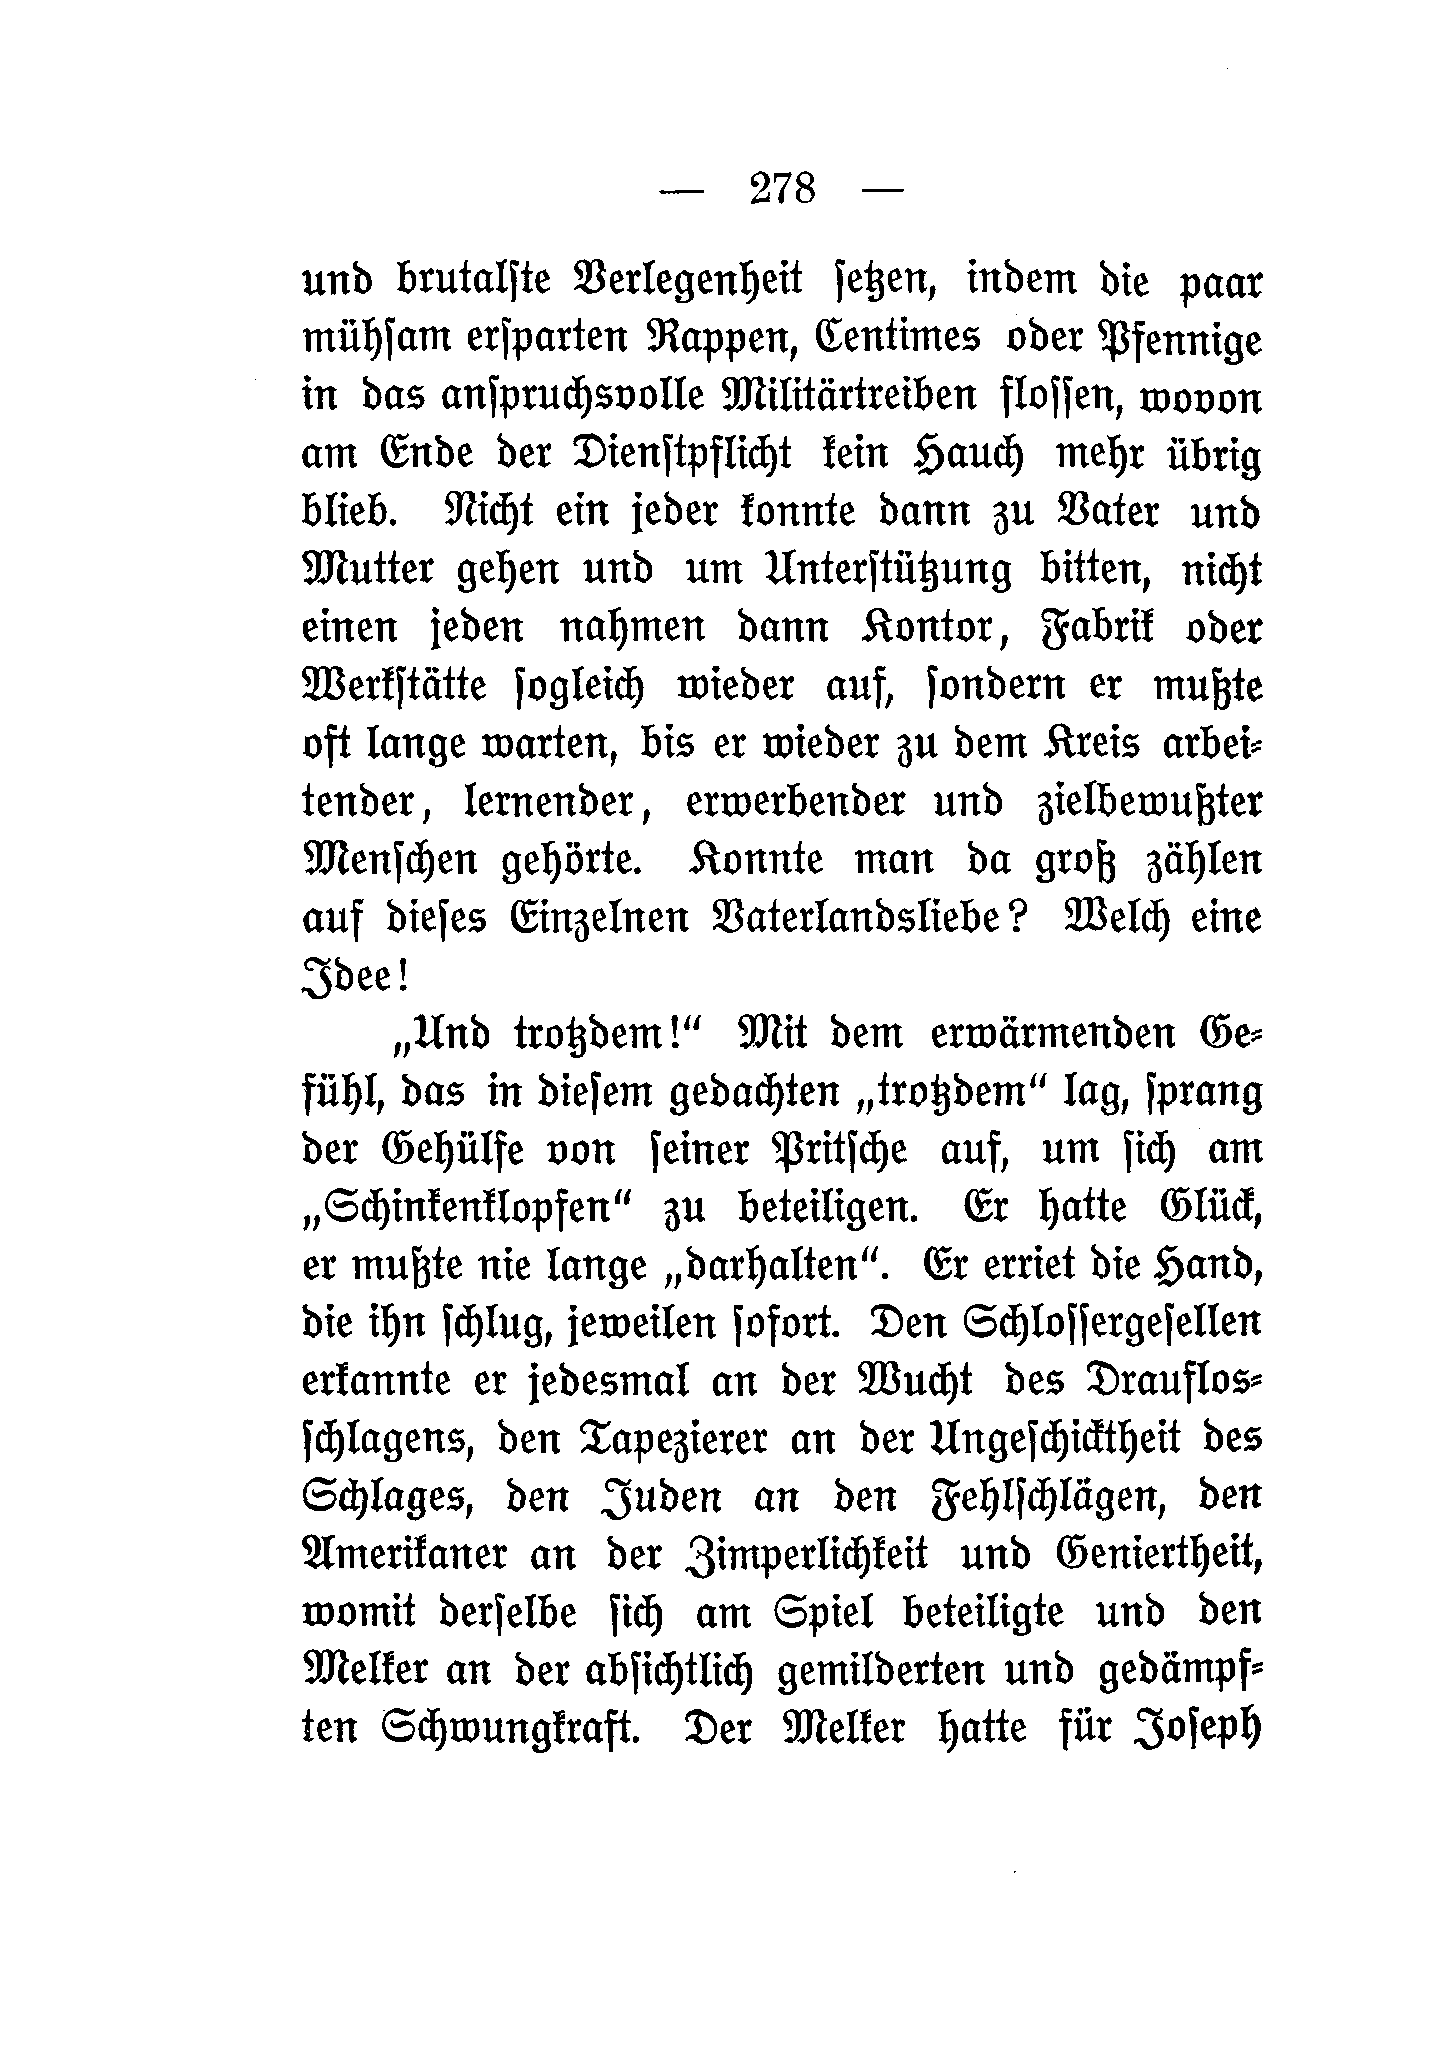 — 278 —
und brutalſte Verlegenheit ſetzen, indem die paar
mühſam erſparten Rappen, Centimes oder Pfennige
in das anſpruchsvolle Militärtreiben floſſen, wovon
am Ende der Dienſtpflicht kein Hauch mehr übrig
blieb. Nicht ein jeder konnte dann zu Vater und
Mutter gehen und um Unterſtützung bitten, nicht
einen jeden nahmen dann Kontor, Fabrik oder
Werkſtätte ſogleich wieder auf, ſondern er mußte
oft lange warten, bis er wieder zu dem Kreis arbei⸗
tender, lernender, erwerbender und zielbewußter
Menſchen gehörte. Konnte man da groß zählen
auf dieſes Einzelnen Vaterlandsliebe? Welch eine
Idee!
„Und trotzdem!“ Mit dem erwärmenden Ge⸗
fühl, das in dieſem gedachten „trotzdem“ lag, ſprang
der Gehülfe von ſeiner Pritſche auf, um ſich am
„Schinkenklopfen“ zu beteiligen. Er hatte Glück,
er mußte nie lange „darhalten“. Er erriet die Hand,
die ihn ſchlug, jeweilen ſofort. Den Schloſſergeſellen
erkannte er jedesmal an der Wucht des Drauflos⸗
ſchlagens, den Tapezierer an der Ungeſchicktheit des
Schlages, den Juden an den Fehlſchlägen, den
Amerikaner an der Zimperlichkeit und Geniertheit,
womit derſelbe ſich am Spiel beteiligte und den
Melker an der abſichtlich gemilderten und gedämpf⸗
ten Schwungkraft. Der Melker hatte für Joſeph